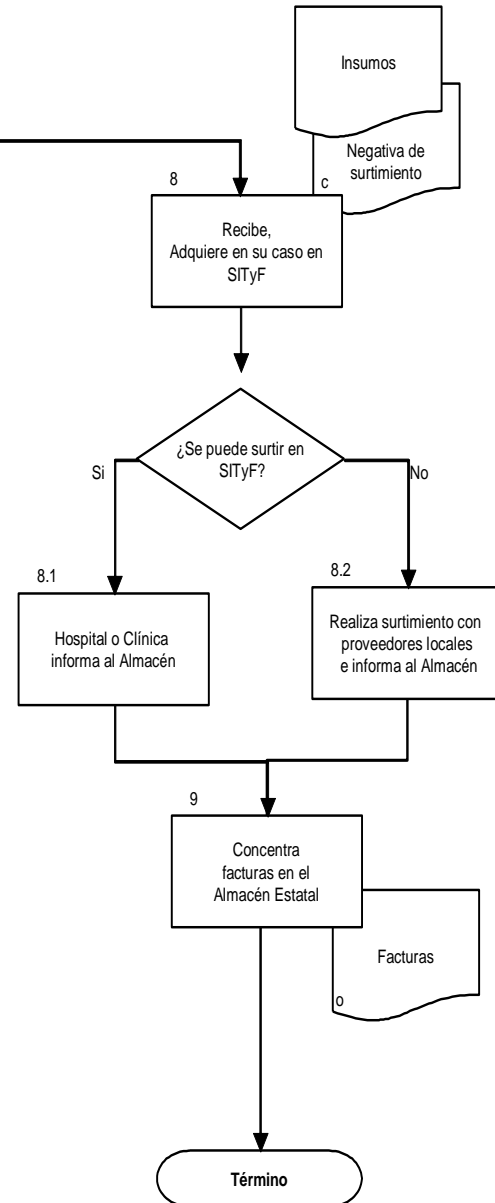 Insumos
Negativa de
surtimiento
c
8
Recibe,
Adquiere en su caso en
SITyF
¿Se puede surtir en
SITyF?
Si
No
8.1
Hospital o Clínica
informa al Almacén
8.2
Realiza surtimiento con
proveedores locales
e informa al Almacén
9
Concentra
facturas en el
Almacén Estatal
Facturas
o
Término